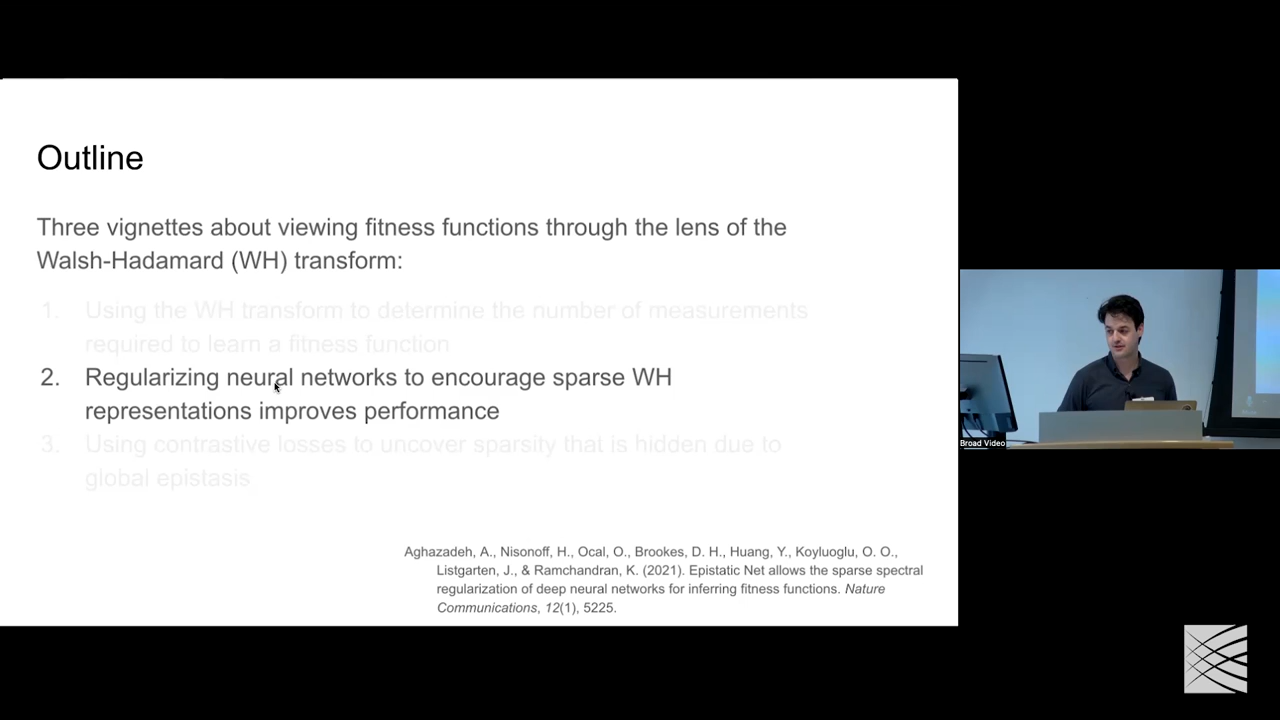 Outline
Three vignettes about viewing fitness functions through the lens of the
Walsh-Hadamard (WH) transform:
1. Using the WH transform to determine the number of measurements
required to learn a fitness function
2. Regularizing neural networks to encourage sparse WH
representations improves performance
3. Using contrastive losses to uncover sparsity that is hidden due to
global epistasis
Aghazadeh, A., Nisonoff, H., Ocal, O., Brookes, D. H., Huang, Y., Koyluoglu, O. O.,
Listgarten, J., & Ramchandran, K. (2021). Epistatic Net allows the sparse spectral
regularization of deep neural networks for inferring fitness functions. Nature
Communications, 12(1), 5225.
Broad Video